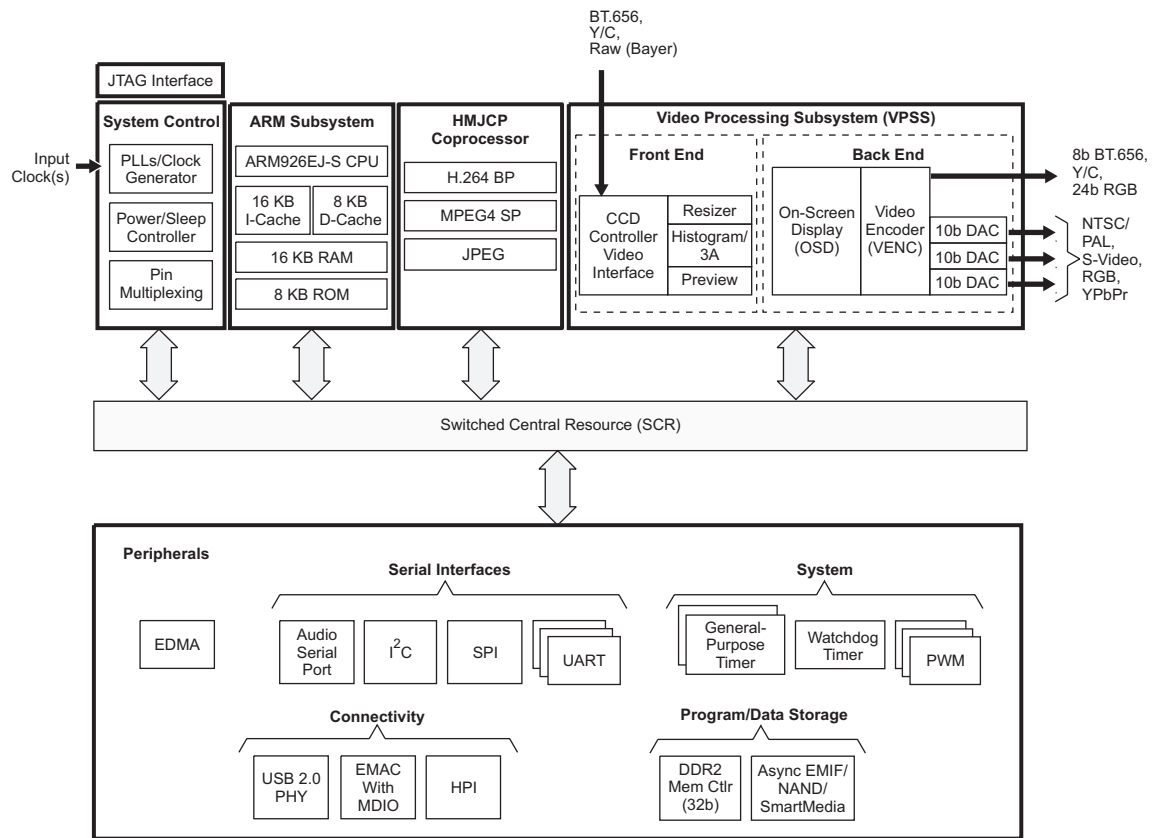 BT.656,
Y/C,
Raw (Bayer)
JTAG Interface
System Control
Input
Clock(s)
PLLs/Clock
Generator
Power/Sleep
Controller
Pin
Multiplexing
ARM Subsystem
ARM926EJ-S CPU
16 KB
I-Cache
8 KB
D-Cache
16 KB RAM
8 KB ROM
HMJCP
Coprocessor
H.264 BP
MPEG4 SP
JPEG
Video Processing Subsystem (VPSS)
Front End
CCD
Controller
Video
Interface
Resizer
Histogram/
3A
Preview
Back End
On-Screen
Display
(OSD)
Video
Encoder
(VENC)
10b DAC
10b DAC
10b DAC
8b BT.656,
Y/C,
24b RGB
NTSC/
PAL,
S-Video,
RGB,
YPbPr
Switched Central Resource (SCR)
Peripherals
EDMA
Serial Interfaces
Audio
Serial
Port
I²C
SPI
UART
System
General-
Purpose
Timer
Watchdog
Timer
PWM
Connectivity
USB 2.0
PHY
EMAC
With
MDIO
HPI
Program/Data Storage
DDR2
Mem Ctlr
(32b)
Async EMIF/
NAND/
SmartMedia